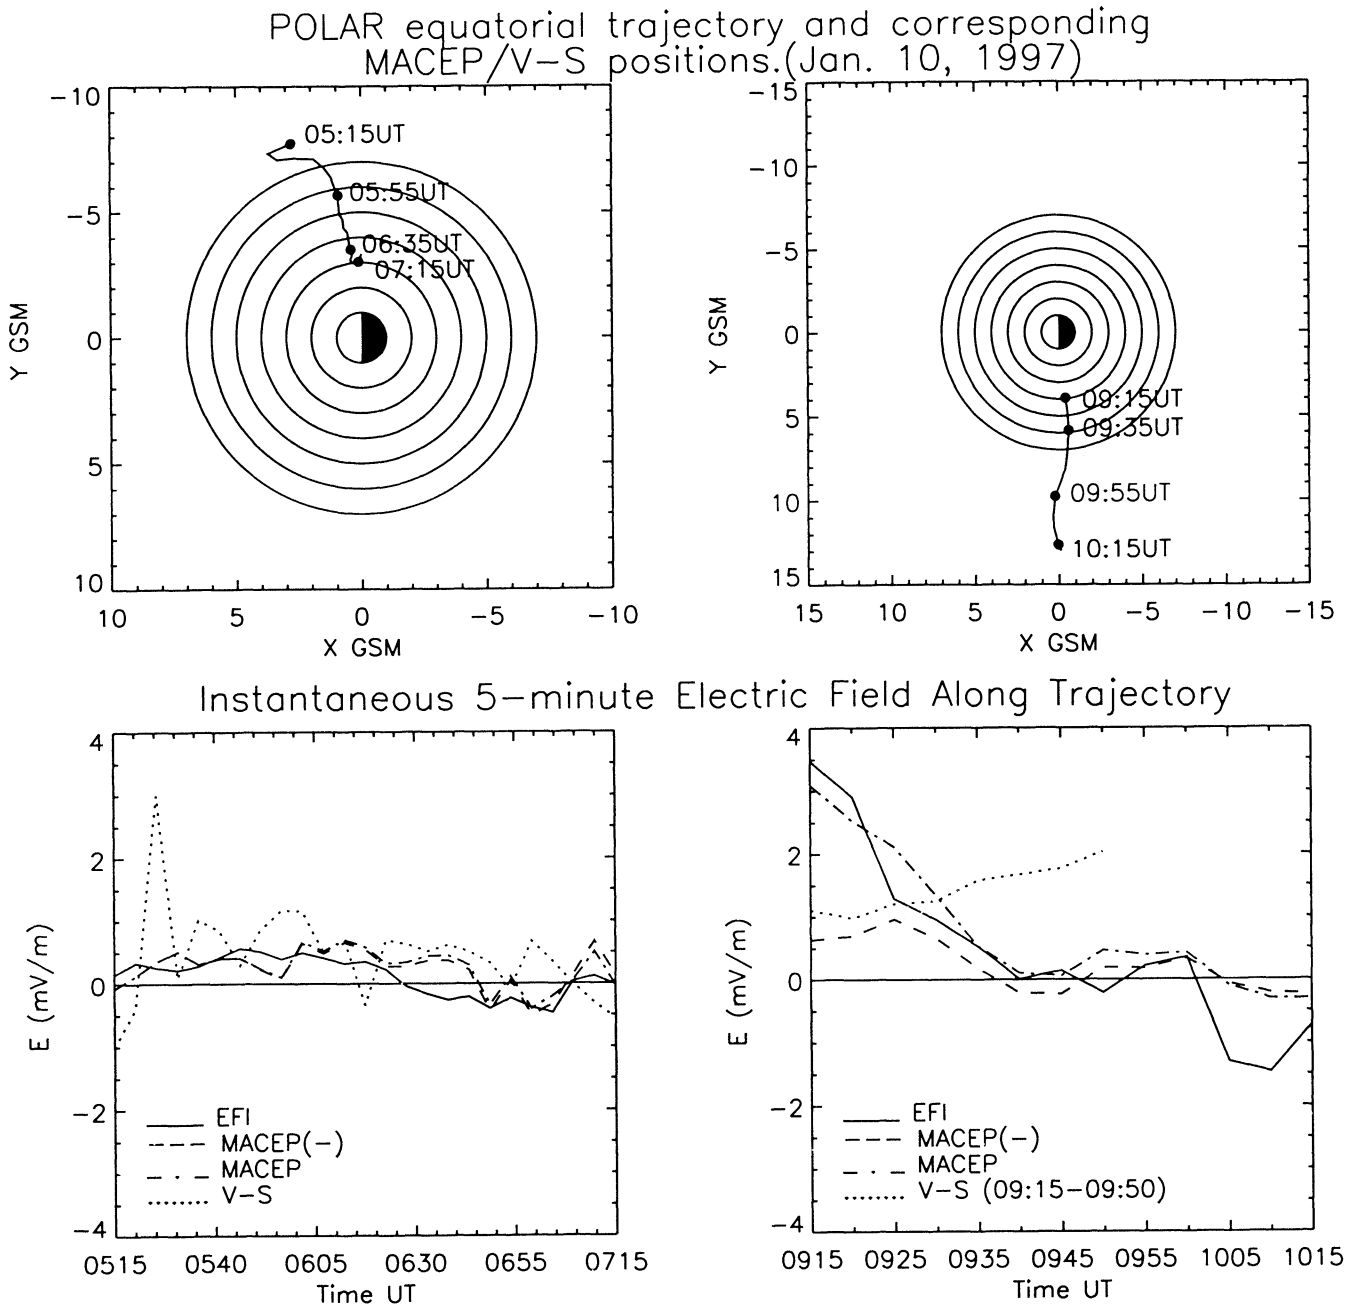 POLAR equatorial trajectory and corresponding
MACEP/V-S positions.(Jan. 10, 1997)
-10
-5
0
5
10
Y GSM
05:15UT
05:55UT
06:35UT
07:15UT
10 5 0 -5 -10
X GSM
-15
-10
-5
0
5
10
15
Y GSM
09:15UT
09:35UT
09:55UT
10:15UT
15 10 5 0 -5 -10 -15
X GSM
Instantaneous 5-minute Electric Field Along Trajectory
4
2
0
-2
-4
E (mV/m)
EFI
MACEP(-)
MACEP
V-S
0515 0540 0605 0630 0655 0715
Time UT
4
2
0
-2
-4
E (mV/m)
EFI
MACEP(-)
MACEP
V-S (09:15-09:50)
0915 0925 0935 0945 0955 1005 1015
Time UT